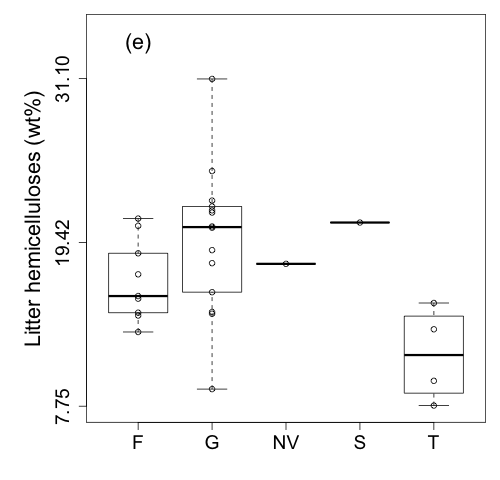 (e)
Litter hemicelluloses (wt%)
31.10
19.42
7.75
F G NV S T